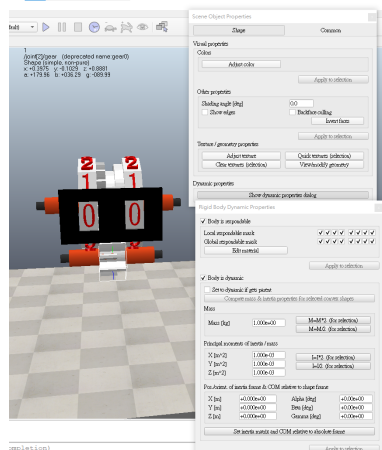 Bullet
1
/joint[2]/gear (deprecated name:gear0)
Shape (simple, non-pure)
x: +0.3975 y: -6.1029 z: +0.8881
a: +179.96 b: +036.29 g: -089.99
2 2
1 1
0 0
Scene Object Properties
Shape Common
Visual properties
Colors
Adjust color
Apply to selection
Other properties
Shading angle [deg] 0.0
Show edges Backface culling
Invert faces
Apply to selection
Texture / geometry properties
Adjust texture Quick textures (selection)
Clear textures (selection) View/modify geometry
Dynamic properties
Show dynamic properties dialog
Rigid Body Dynamic Properties
Body is respondable
Local respondable mask
Global respondable mask
Edit material
Apply to selection
Body is dynamic
Set to dynamic if gets parent
Compute mass & inertia properties for selected convex shapes
Mass
Mass [kg] 1.000e+00 M=M*2 (for selection)
M=M/2 (for selection)
Principal moments of inertia / mass
X [m^2] 1.000e-03 I=I*2 (for selection)
Y [m^2] 1.000e-03 I=I/2 (for selection)
Z [m^2] 1.000e-03
Pos./orient. of inertia frame & COM relative to shape frame
X [m] +0.000e+00 Alpha [deg] +0.00e+00
Y [m] +0.000e+00 Beta [deg] +0.00e+00
Z [m] +0.000e+00 Gamma [deg] +0.00e+00
Set inertia matrix and COM relative to absolute frame
Apply to selection
mpletion)